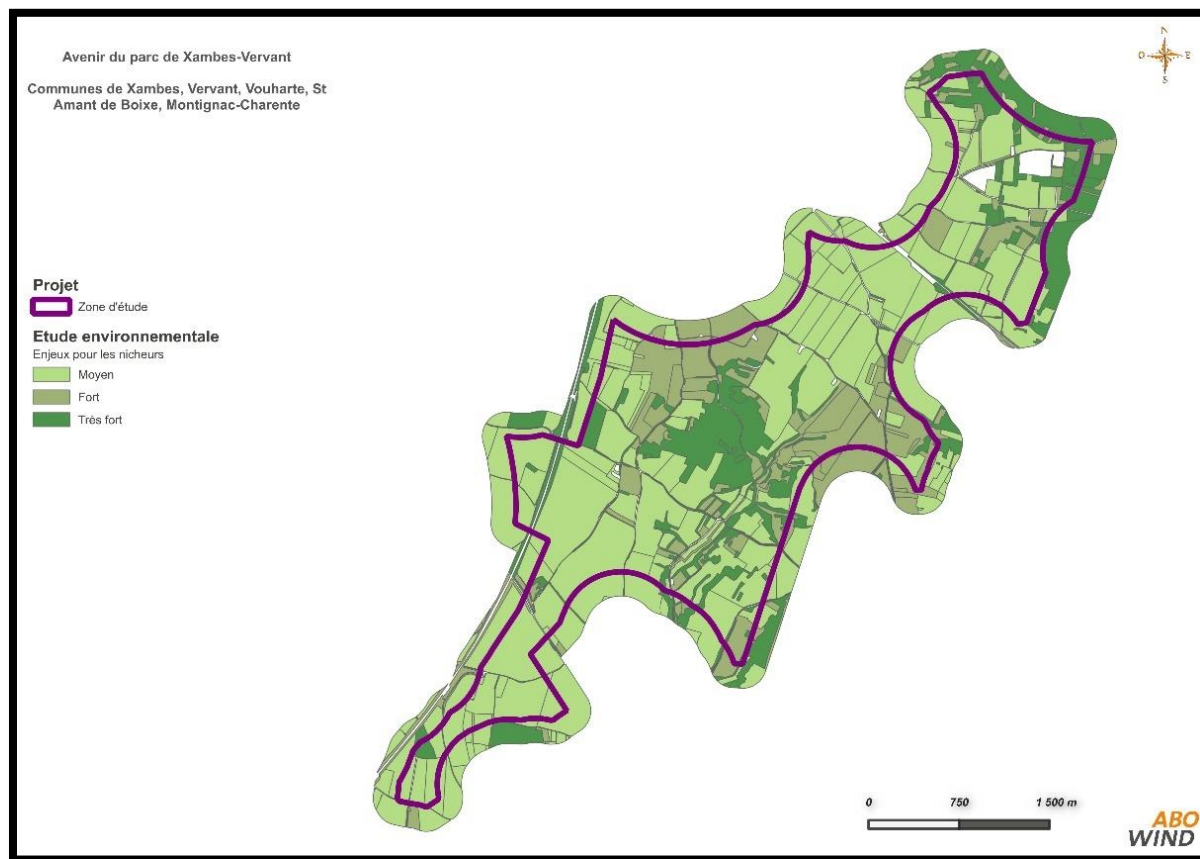 Avenir du parc de Xambes-Vervant
Communes de Xambes, Vervant, Vouharte, St
Amant de Boixe, Montignac-Charente
N
O
E
S
Projet
Zone d'étude
Etude environnementale
Enjeux pour les nicheurs
Moyen
Fort
Très fort
0 750 1 500 m
ABO
WIND